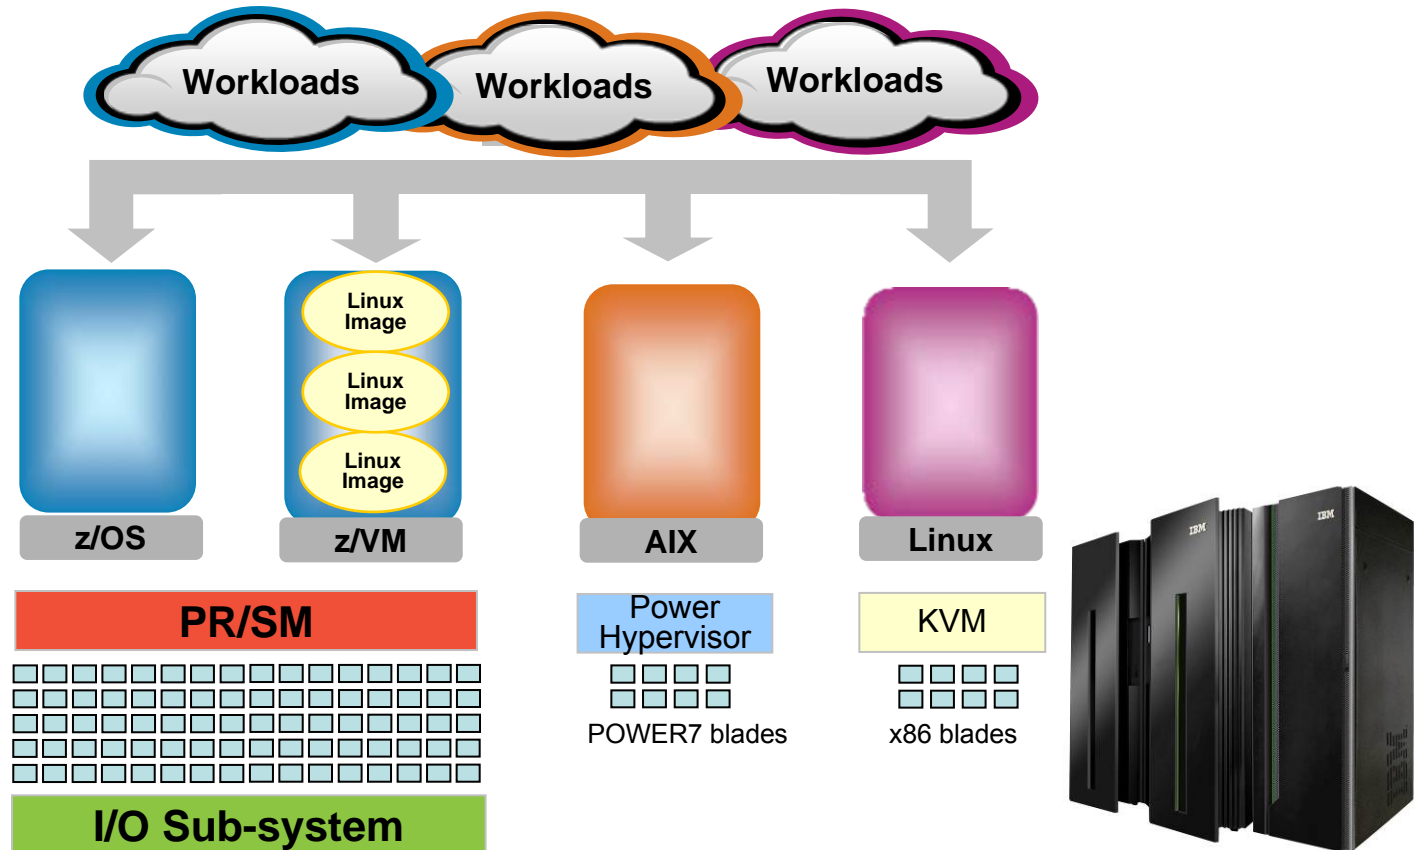 Workloads
Workloads
Workloads
Linux
Image
Linux
Image
Linux
Image
z/OS
z/VM
AIX
Linux
PR/SM
Power
Hypervisor
KVM
POWER7 blades
x86 blades
I/O Sub-system
IBM
IBM
IBM